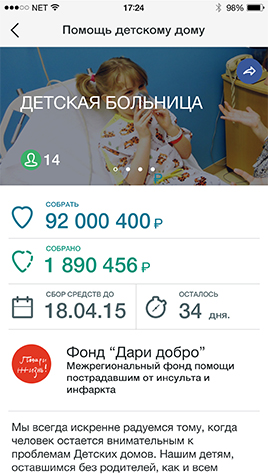 NET 17:24 98%
Помощь детскому дому
ДЕТСКАЯ БОЛЬНИЦА
14
₽
СОБРАТЬ
92 000 400 ₽
СОБРАНО
1 890 456 ₽
СБОР СРЕДСТВ ДО
18.04.15
ОСТАЛОСЬ
34 дня.
Подари жизнь!
Фонд “Дари добро”
Межрегиональный фонд помощи
пострадавшим от инсульта и
инфаркта
Мы всегда искренне радуемся тому, когда
человек остается внимательным к
проблемам Детских домов. Нашим детям,
оставшимся без родителей, как и всем